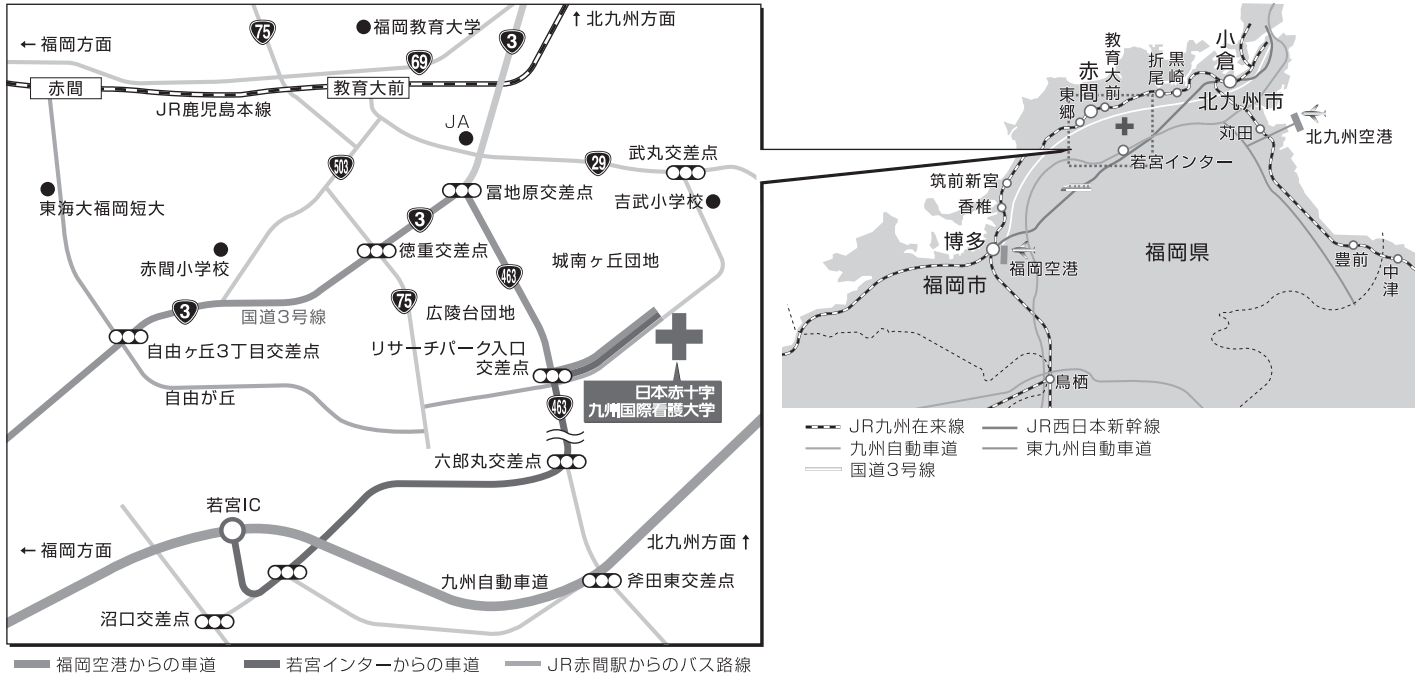 ←福岡方面
75
●福岡教育大学
3
↑北九州方面
69
赤間
JR鹿児島本線
教育大前
JA
503
29
武丸交差点
東海大福岡短大
冨地原交差点
吉武小学校
3
赤間小学校
徳重交差点
城南ヶ丘団地
463
3
国道3号線
75
広陵台団地
自由ヶ丘3丁目交差点
リサーチパーク入口
交差点
自由が丘
日本赤十字
九州国際看護大学
463
六郎丸交差点
若宮IC
←福岡方面
北九州方面↑
九州自動車道
斧田東交差点
沼口交差点
福岡空港からの車道
若宮インターからの車道
JR赤間駅からのバス路線
小倉
教育大前
黒崎
折尾
赤間
東郷
北九州市
苅田
北九州空港
若宮インター
筑前新宮
香椎
博多
福岡空港
福岡市
福岡県
豊前
中津
鳥栖
JR九州在来線
JR西日本新幹線
九州自動車道
東九州自動車道
国道3号線